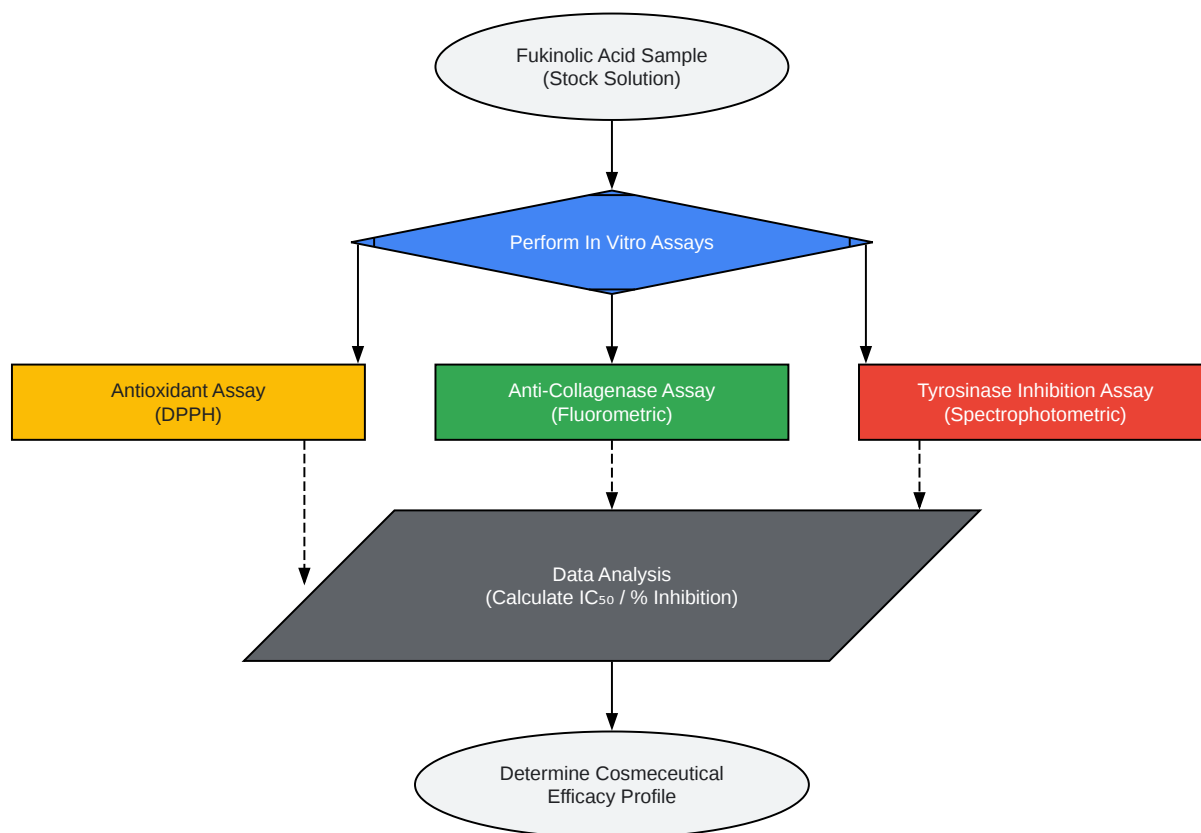 Fukinolic Acid Sample
(Stock Solution)
Perform In Vitro Assays
Antioxidant Assay
(DPPH)
Anti-Collagenase Assay
(Fluorometric)
Tyrosinase Inhibition Assay
(Spectrophotometric)
Data Analysis
(Calculate IC₅₀ / % Inhibition)
Determine Cosmeceutical
Efficacy Profile